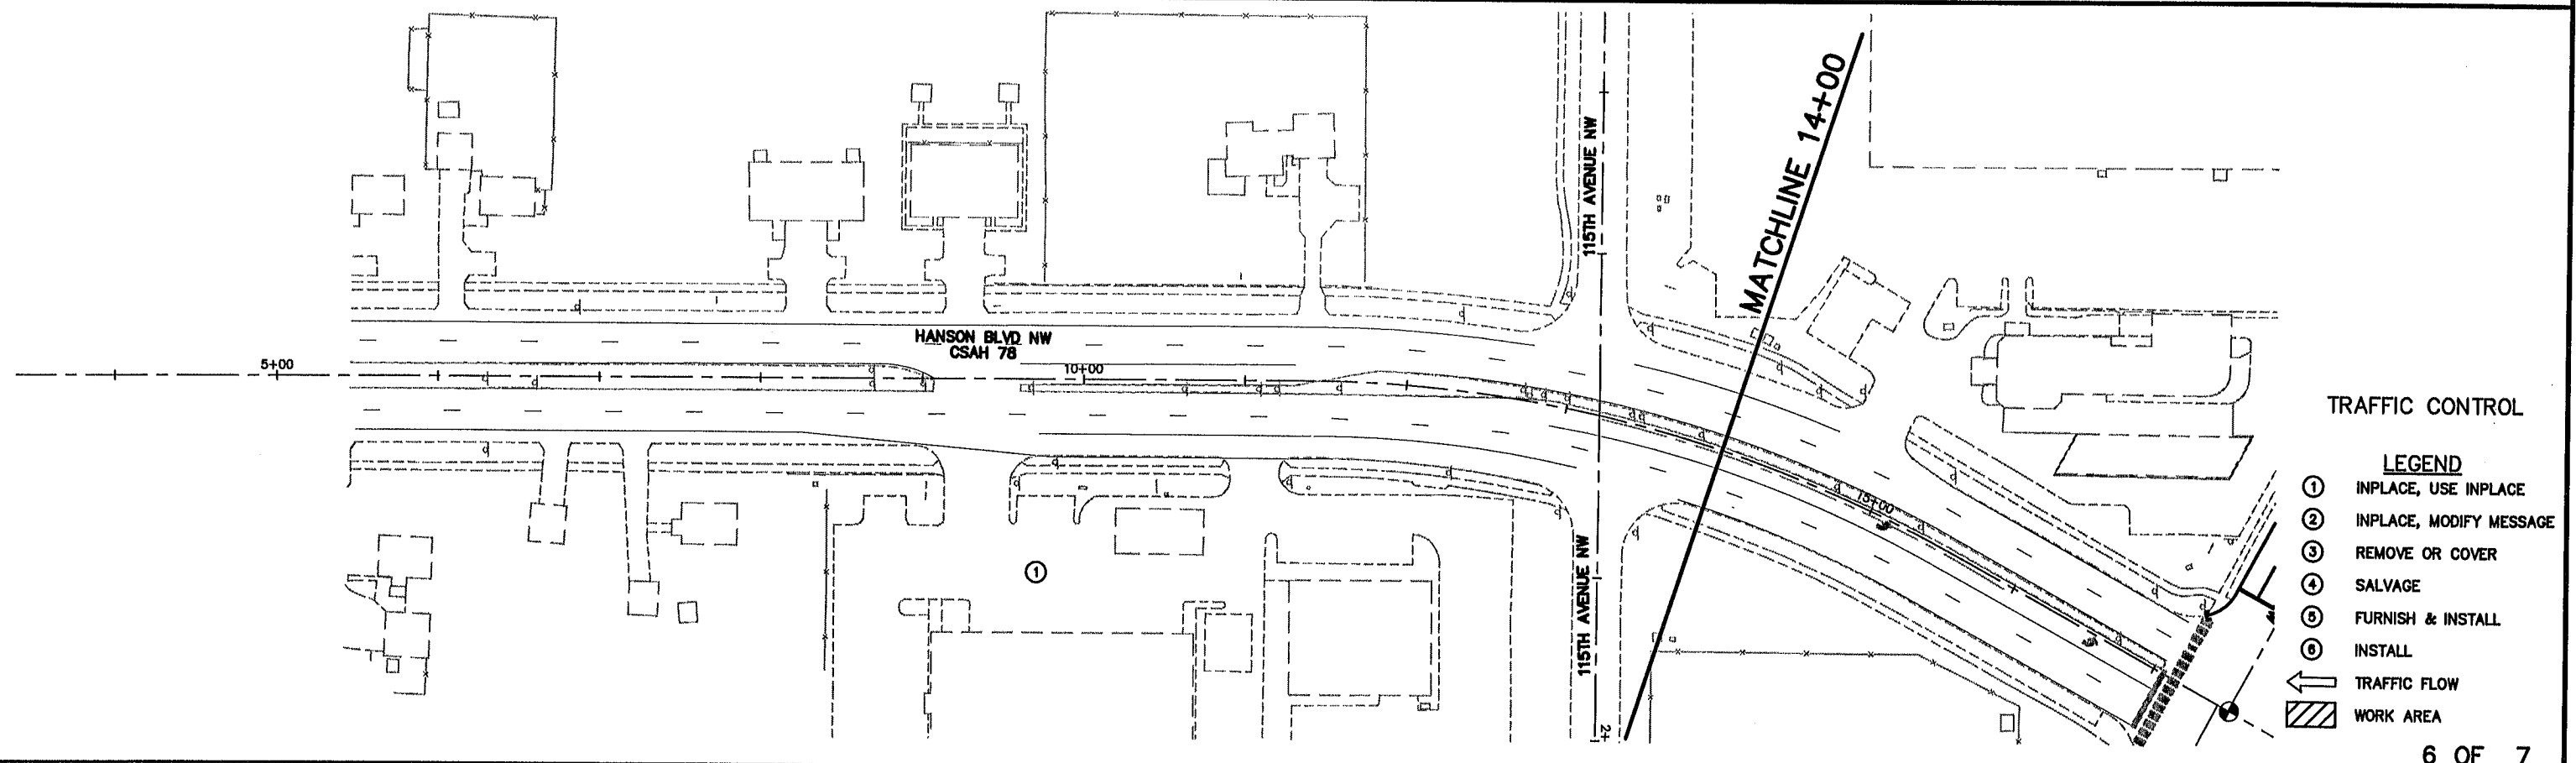 MATCHLINE 14+00
115TH AVENUE NW
HANSON BLVD NW
CSAH 78
5+00
10+00
15+00
①
115TH AVENUE NW
2+
TRAFFIC CONTROL
LEGEND
① INPLACE, USE INPLACE
② INPLACE, MODIFY MESSAGE
③ REMOVE OR COVER
④ SALVAGE
⑤ FURNISH & INSTALL
⑥ INSTALL
TRAFFIC FLOW
WORK AREA
6 OF 7